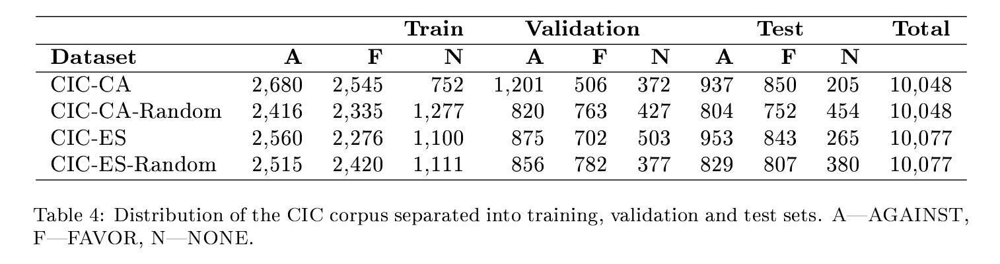 Train Validation Test Total
Dataset A F N A F N A F N
CIC-CA 2,680 2,545 752 1,201 506 372 937 850 205 10,048
CIC-CA-Random 2,416 2,335 1,277 820 763 427 804 752 454 10,048
CIC-ES 2,560 2,276 1,100 875 702 503 953 843 265 10,077
CIC-ES-Random 2,515 2,420 1,111 856 782 377 829 807 380 10,077
Table 4: Distribution of the CIC corpus separated into training, validation and test sets. A—AGAINST,
F—FAVOR, N—NONE.